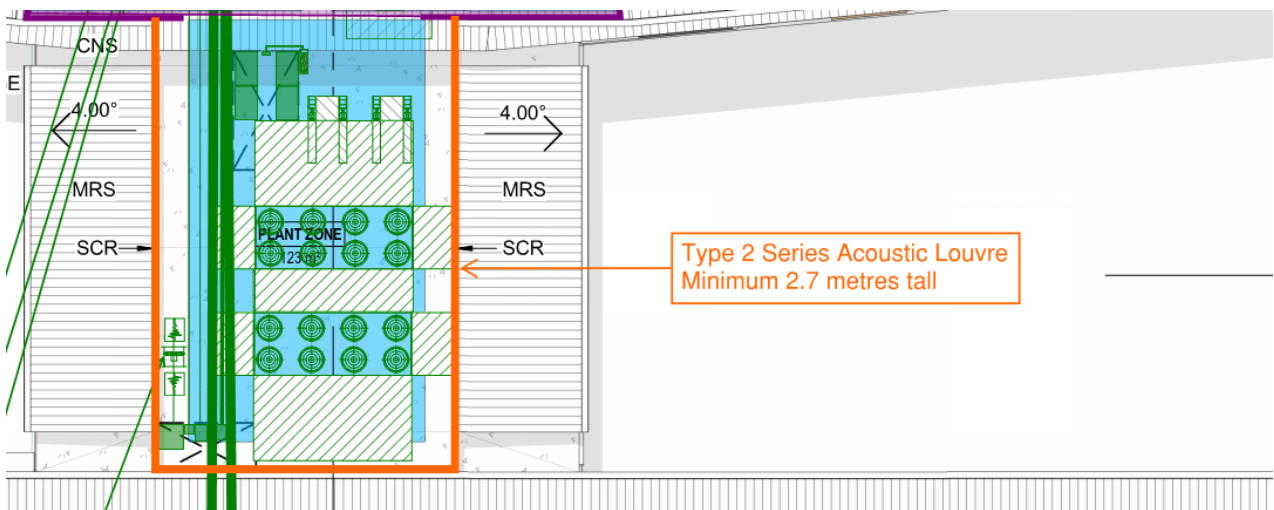 CNS
E
4.00°
4.00°
MRS
MRS
PLANT ZONE
SCR
SCR
Type 2 Series Acoustic Louvre
Minimum 2.7 metres tall